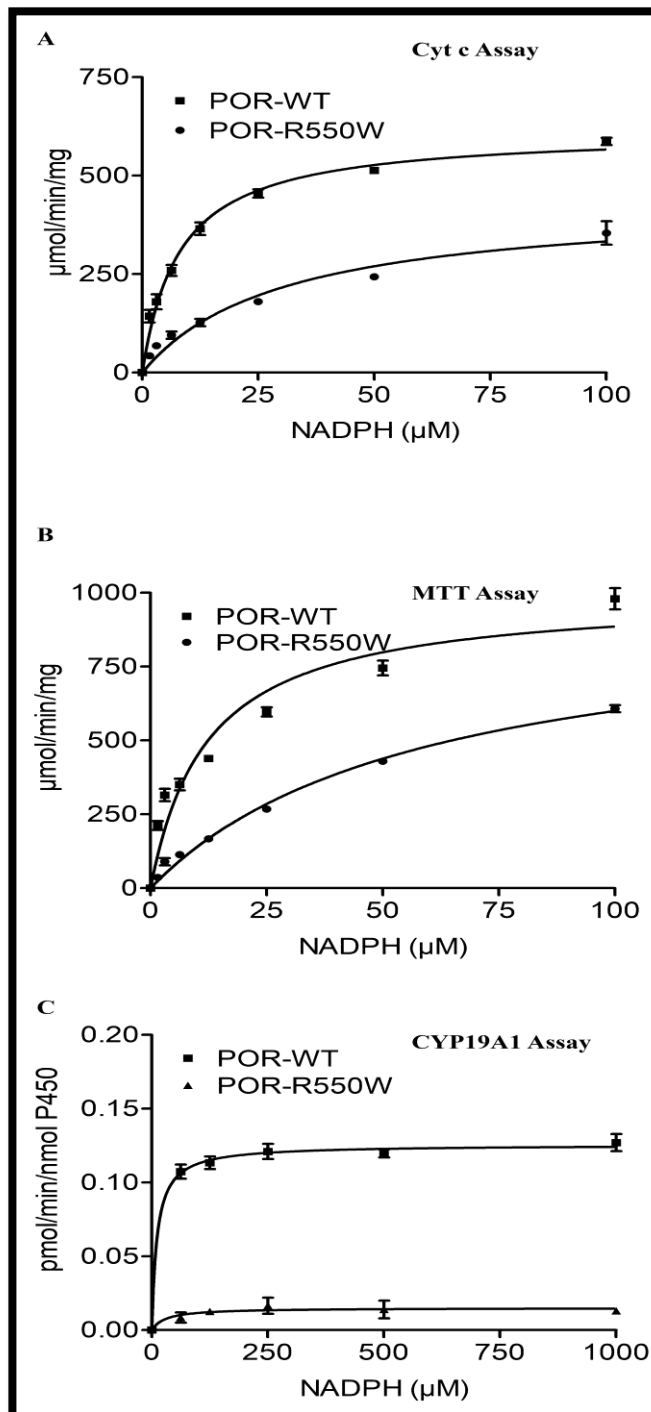 A
Cyt c Assay
750
POR-WT
POR-R550W
500
µmol/min/mg
250
0
0 25 50 75 100
NADPH (µM)
B
MTT Assay
1000
POR-WT
POR-R550W
750
µmol/min/mg
500
250
0
0 25 50 75 100
NADPH (µM)
C
CYP19A1 Assay
0.20
POR-WT
POR-R550W
0.15
pmol/min/nmol P450
0.10
0.05
0.00
0 250 500 750 1000
NADPH (µM)